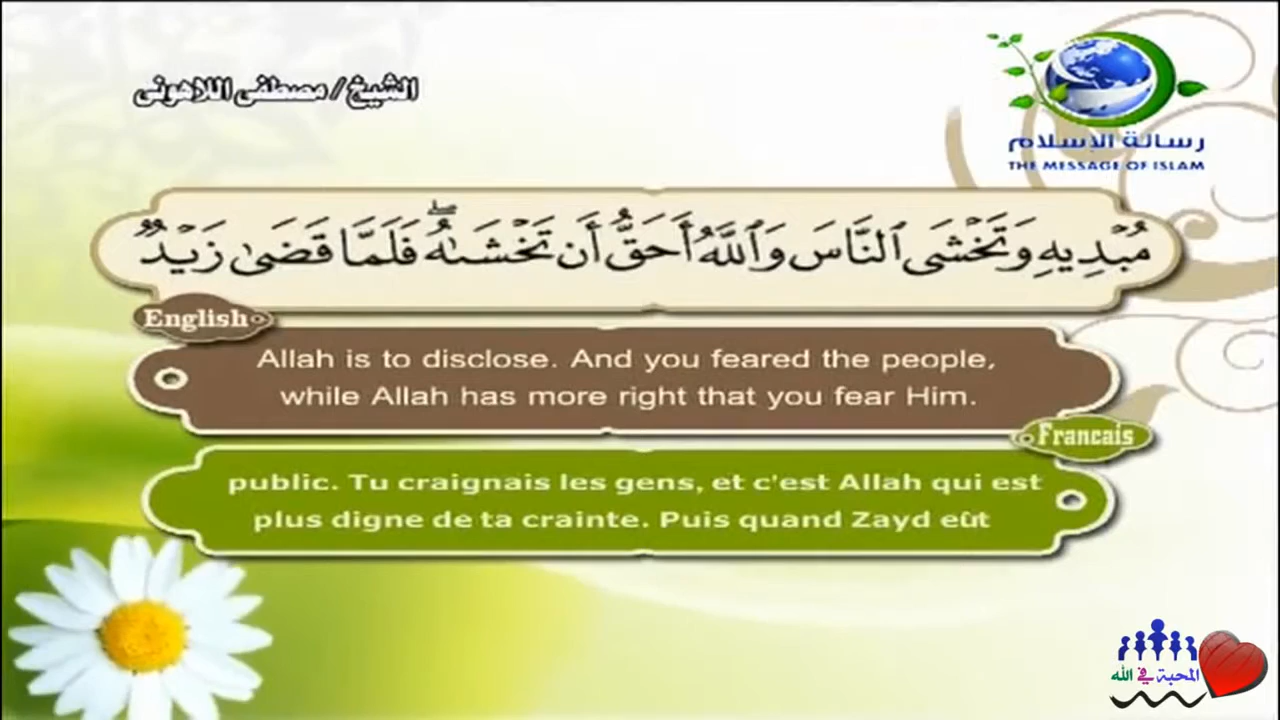 الشيخ / مصطفى اللاهونى
رسالة الإسلام
THE MESSAGE OF ISLAM
مُبْدِيهِ وَتَخْشَى ٱلنَّاسَ وَٱللَّهُ أَحَقُّ أَن تَخْشَىٰهُ ۖ فَلَمَّا قَضَىٰ زَيْدٌ
English
Allah is to disclose. And you feared the people,
while Allah has more right that you fear Him.
Francais
public. Tu craignais les gens, et c'est Allah qui est
plus digne de ta crainte. Puis quand Zayd eût
المحبة في الله